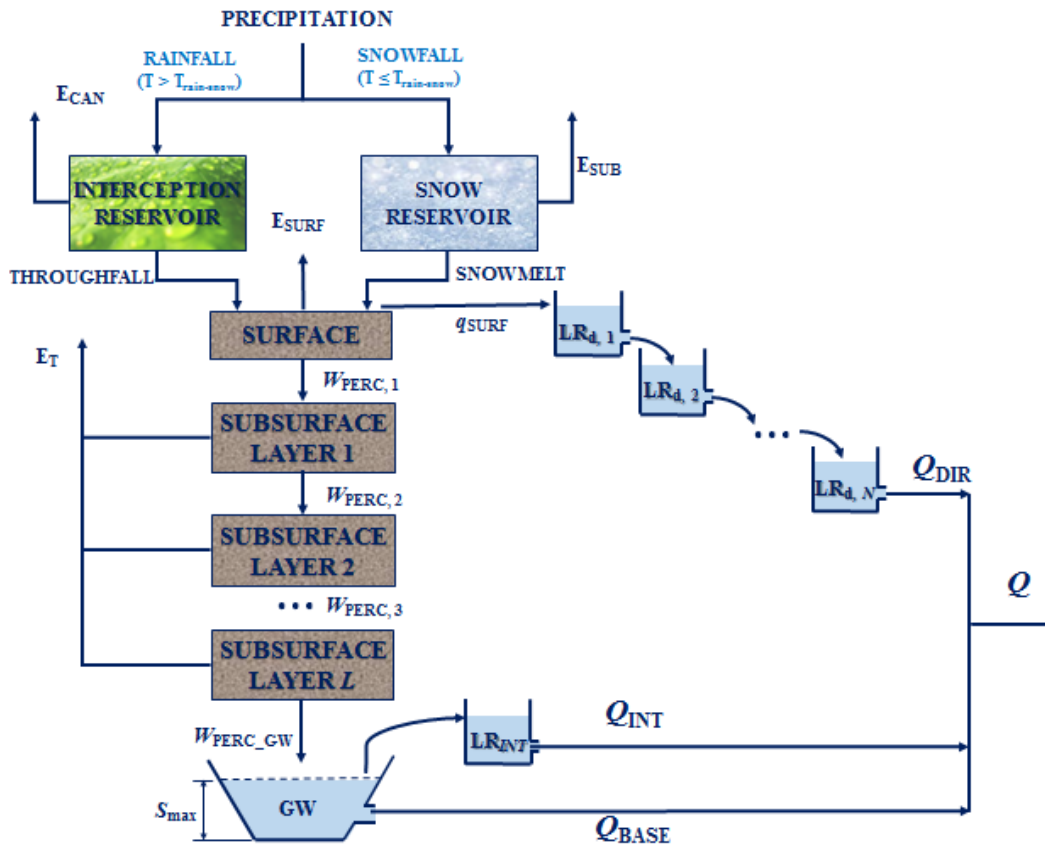 PRECIPITATION
RAINFALL
(T > Train-snow)
SNOWFALL
(T ≤ Train-snow)
ECAN
ESUB
INTERCEPTION
RESERVOIR
SNOW
RESERVOIR
ESURF
THROUGHFALL
SNOWMELT
qSURF
LRd, 1
SURFACE
ET
WPERC, 1
LRd, 2
SUBSURFACE
LAYER 1
...
WPERC, 2
LRd, N
QDIR
SUBSURFACE
LAYER 2
Q
... WPERC, 3
SUBSURFACE
LAYER L
QINT
WPERC_GW
LRINT
Smax
GW
QBASE